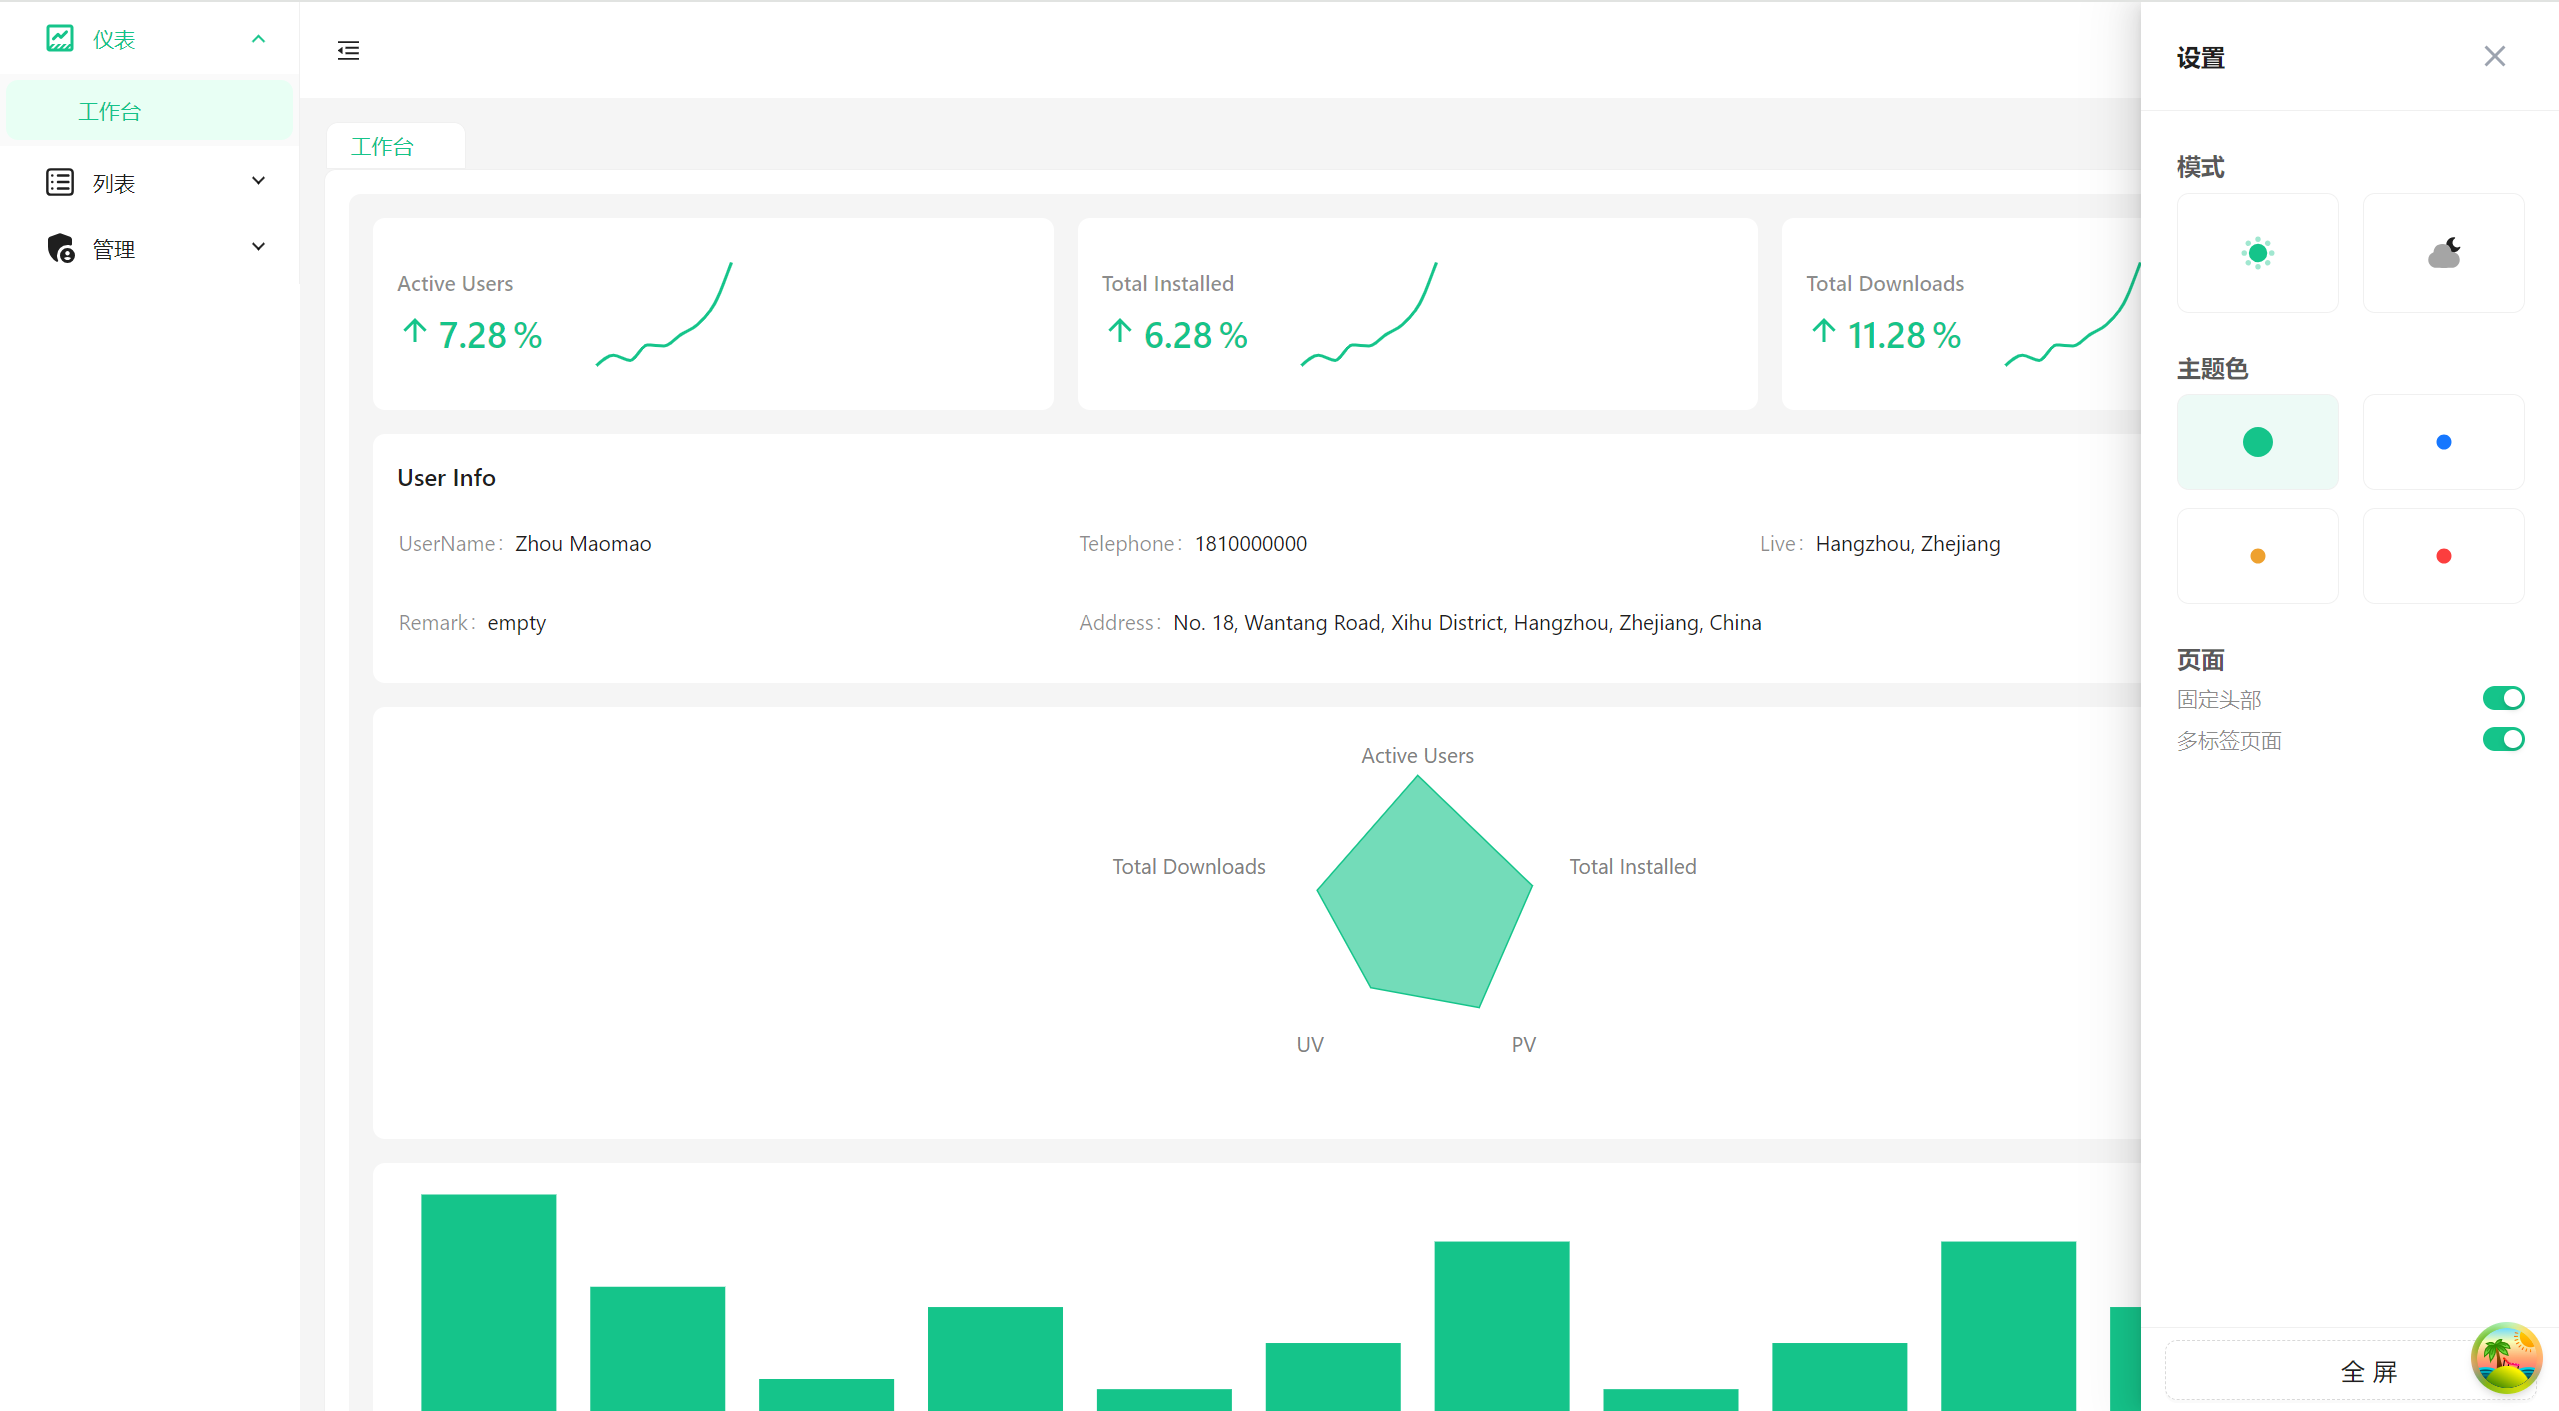 仪表
工作台
列表
管理
工作台
Active Users
7.28 %
Total Installed
6.28 %
Total Downloads
11.28 %
User Info
UserName: Zhou Maomao
Telephone: 1810000000
Live: Hangzhou, Zhejiang
Remark: empty
Address: No. 18, Wantang Road, Xihu District, Hangzhou, Zhejiang, China
Active Users
Total Downloads
Total Installed
UV
PV
设置
模式
主题色
页面
固定头部
多标签页面
全 屏